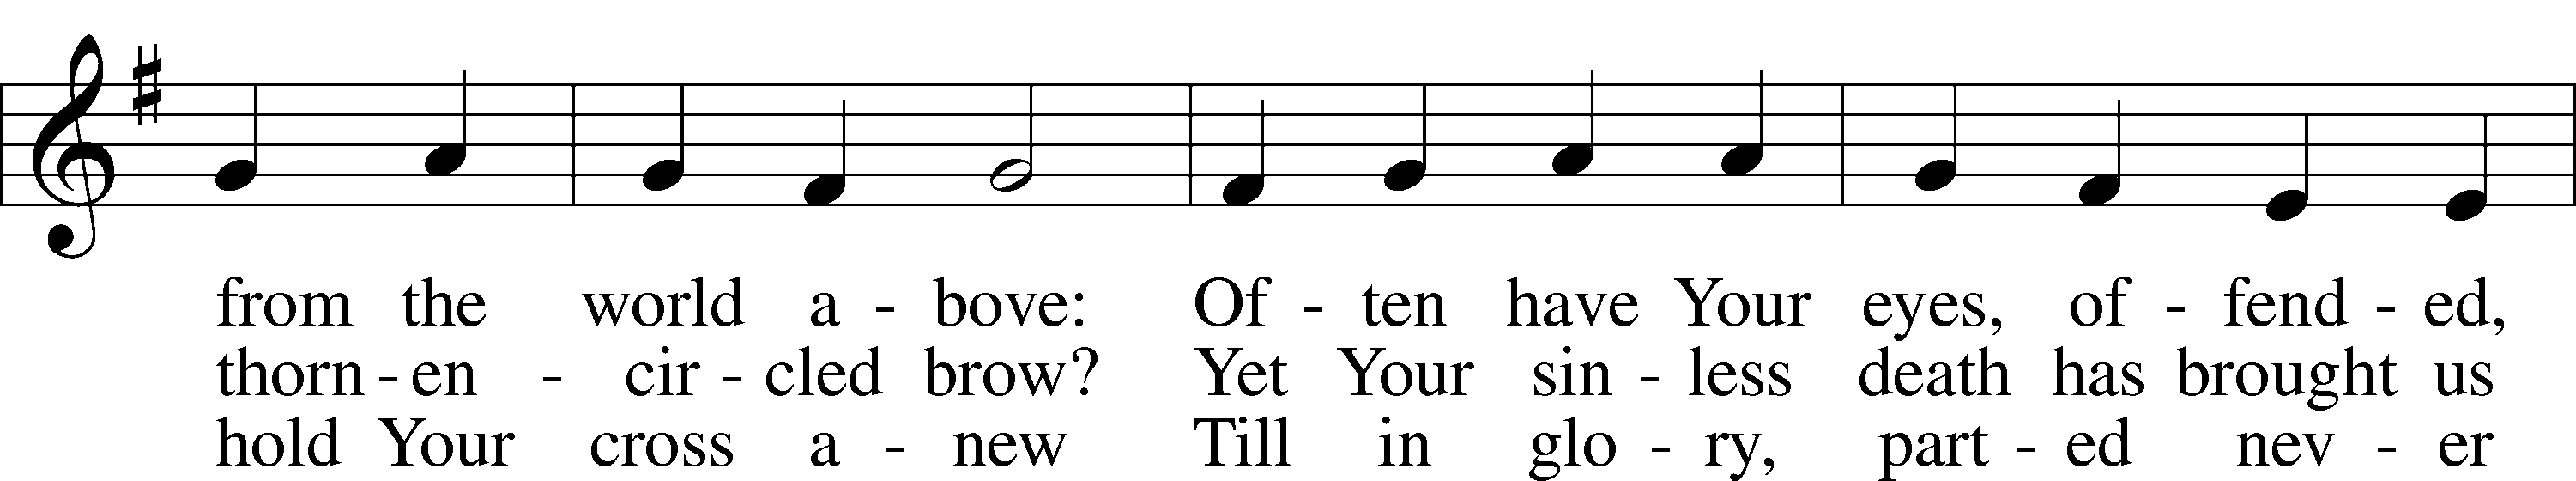 from the world a - bove: Of - ten have Your eyes, of - fend - ed,
thorn - en - cir - cled brow? Yet Your sin - less death has brought us
hold Your cross a - new Till in glo - ry, part - ed nev - er